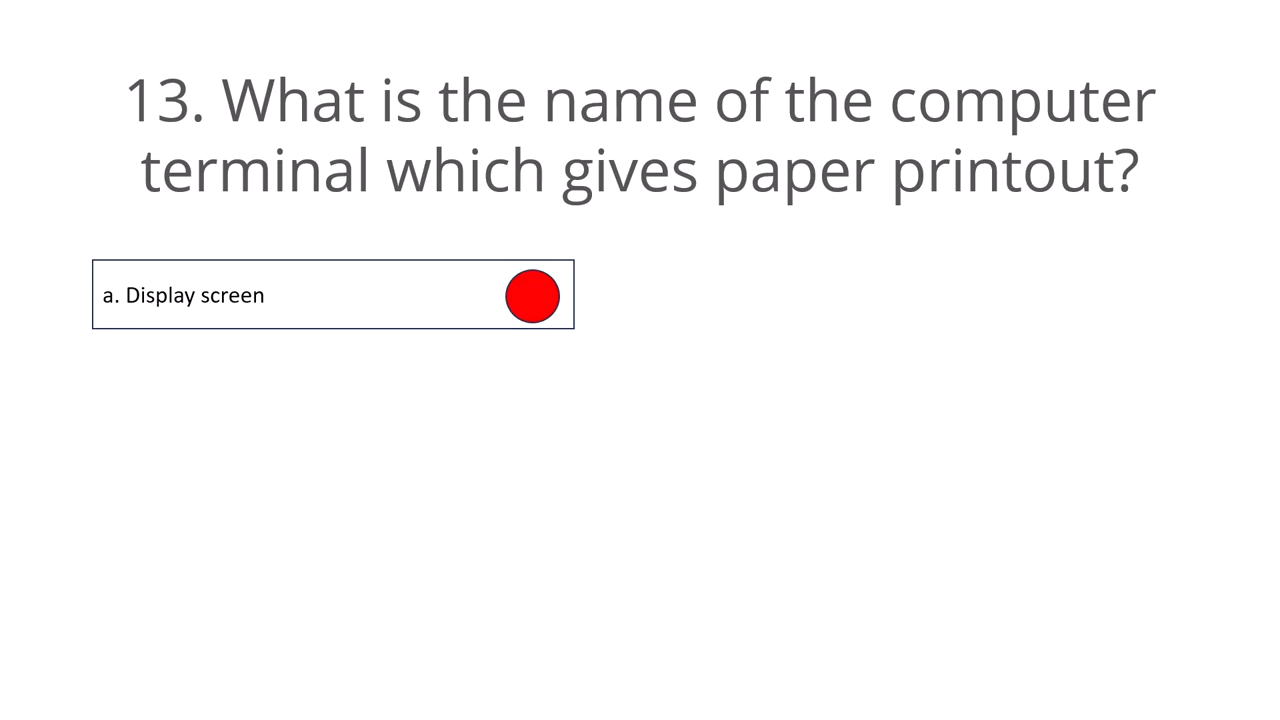 13. What is the name of the computer
terminal which gives paper printout?
a. Display screen